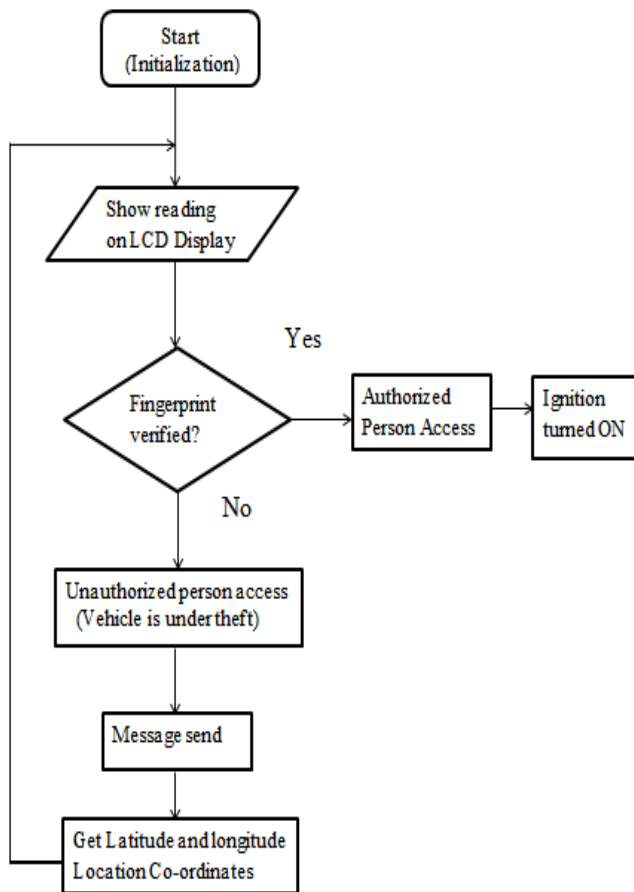 Start
(Initialization)
Show reading
on LCD Display
Yes
Fingerprint
verified?
Authorized
Person Access
Ignition
turned ON
No
Unauthorized person access
(Vehicle is under theft)
Message send
Get Latitude and longitude
Location Co-ordinates